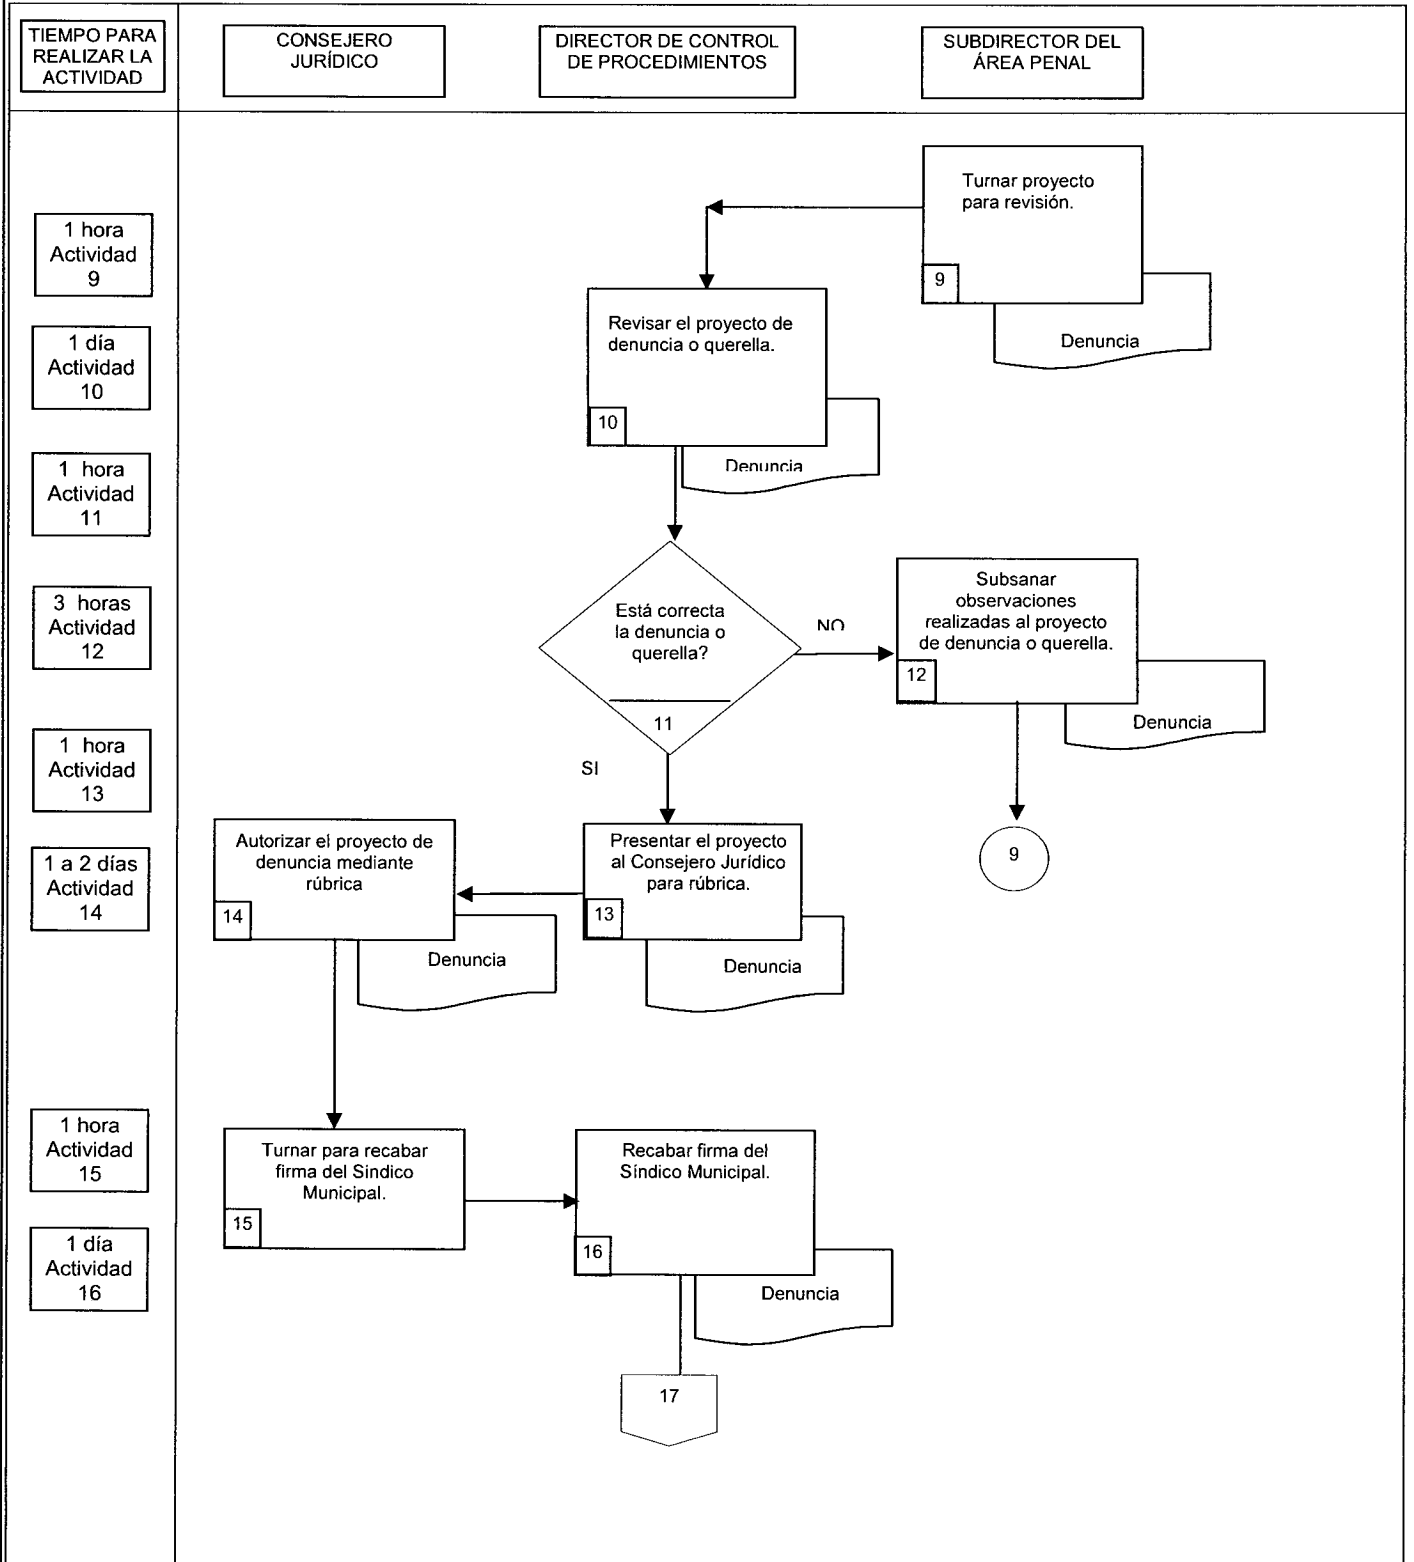 TIEMPO PARA
REALIZAR LA
ACTIVIDAD
CONSEJERO
JURÍDICO
DIRECTOR DE CONTROL
DE PROCEDIMIENTOS
SUBDIRECTOR DEL
ÁREA PENAL
1 hora
Actividad
9
Turnar proyecto
para revisión.
9
Denuncia
1 día
Actividad
10
Revisar el proyecto de
denuncia o querella.
10
Denuncia
1 hora
Actividad
11
Está correcta
la denuncia o
querella?
11
NO
SI
3 horas
Actividad
12
Subsanar
observaciones
realizadas al proyecto
de denuncia o querella.
12
Denuncia
9
1 hora
Actividad
13
Presentar el proyecto
al Consejero Jurídico
para rúbrica.
13
Denuncia
1 a 2 días
Actividad
14
Autorizar el proyecto de
denuncia mediante
rúbrica
14
Denuncia
1 hora
Actividad
15
Turnar para recabar
firma del Síndico
Municipal.
15
1 día
Actividad
16
Recabar firma del
Síndico Municipal.
16
Denuncia
17